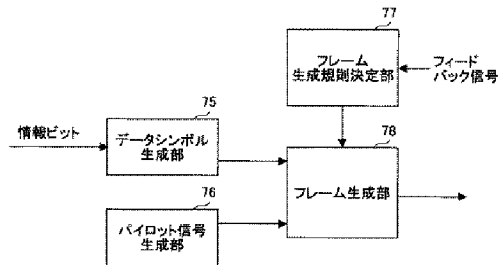 77
フレーム
生成規則決定部
フィード
バック信号
75
情報ビット
データシンボル
生成部
78
フレーム生成部
76
パイロット信号
生成部